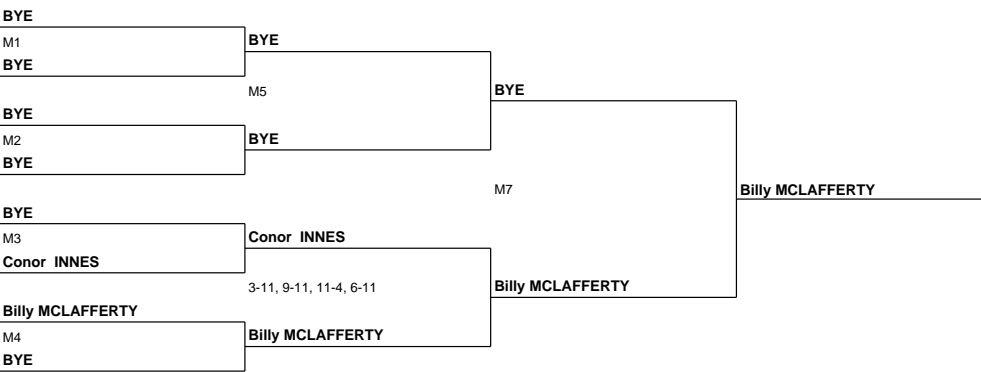 BYE
M1
BYE
BYE
M5
BYE
BYE
M2
BYE
BYE
M7
Billy MCLAFFERTY
BYE
M3
Conor INNES
Conor INNES
3-11, 9-11, 11-4, 6-11
Billy MCLAFFERTY
Billy MCLAFFERTY
M4
Billy MCLAFFERTY
BYE